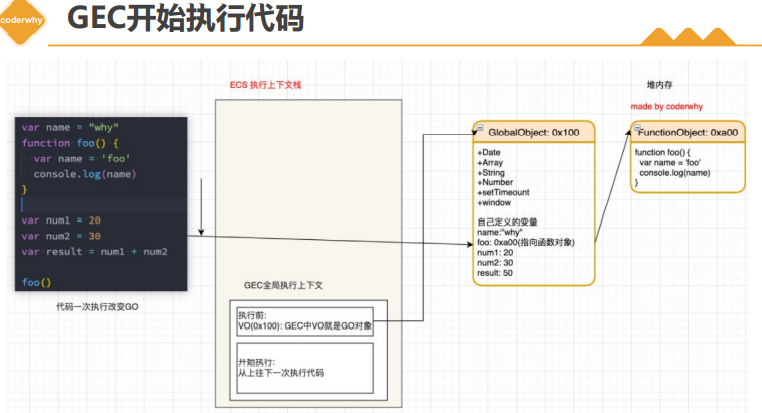 coderwhy
GEC开始执行代码
ECS 执行上下文栈
堆内存
made by coderwhy
var name = "why"
function foo() {
var name = 'foo'
console.log(name)
}
var num1 = 20
var num2 = 30
var result = num1 + num2
foo()
代码一次执行改变GO
GEC全局执行上下文
执行前:
VO(0x100): GEC中VO就是GO对象
开始执行:
从上往下一次执行代码
GlobalObject: 0x100
+Date
+Array
+String
+Number
+setTimeount
+window
自己定义的变量
name:"why"
foo: 0xa00(指向函数对象)
num1: 20
num2: 30
result: 50
FunctionObject: 0xa00
function foo() {
var name = 'foo'
console.log(name)
}